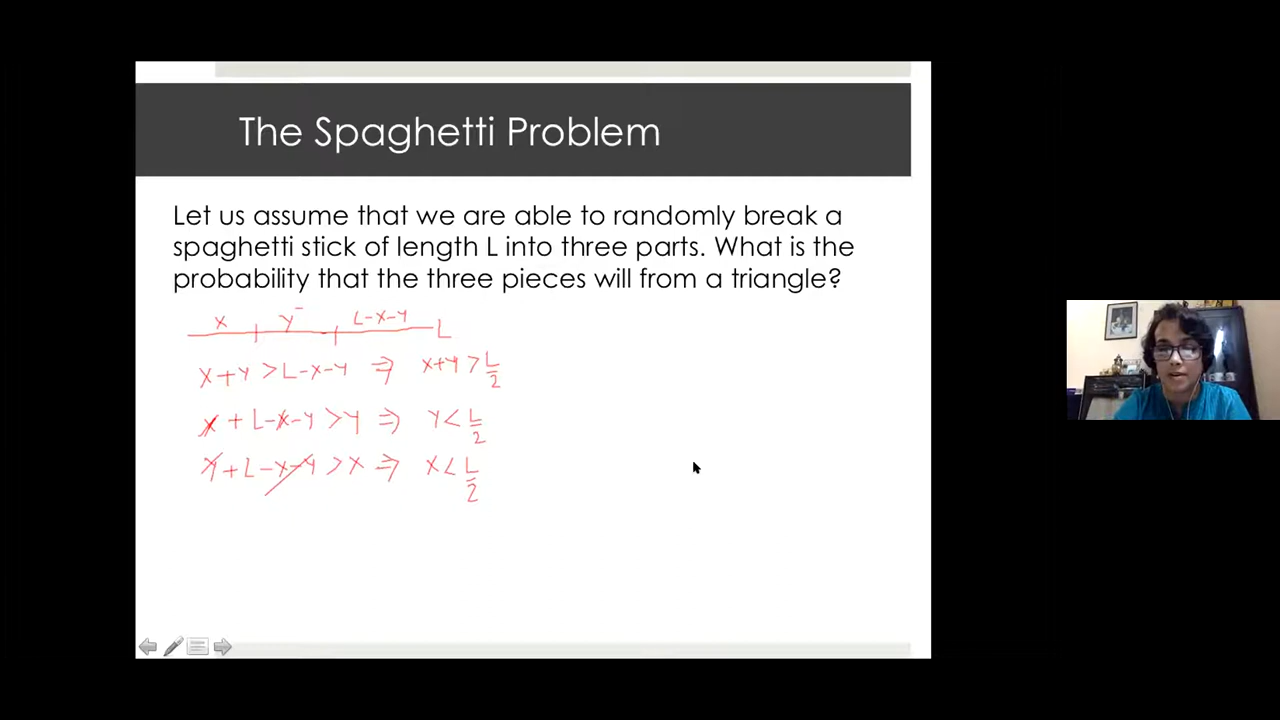 The Spaghetti Problem
Let us assume that we are able to randomly break a
spaghetti stick of length L into three parts. What is the
probability that the three pieces will from a triangle?
x y L-x-y L
x+y > L-x-y ⇒ x+y > L/2
x + L-x-y > y ⇒ y < L/2
y + L-x-y > x ⇒ x < L/2